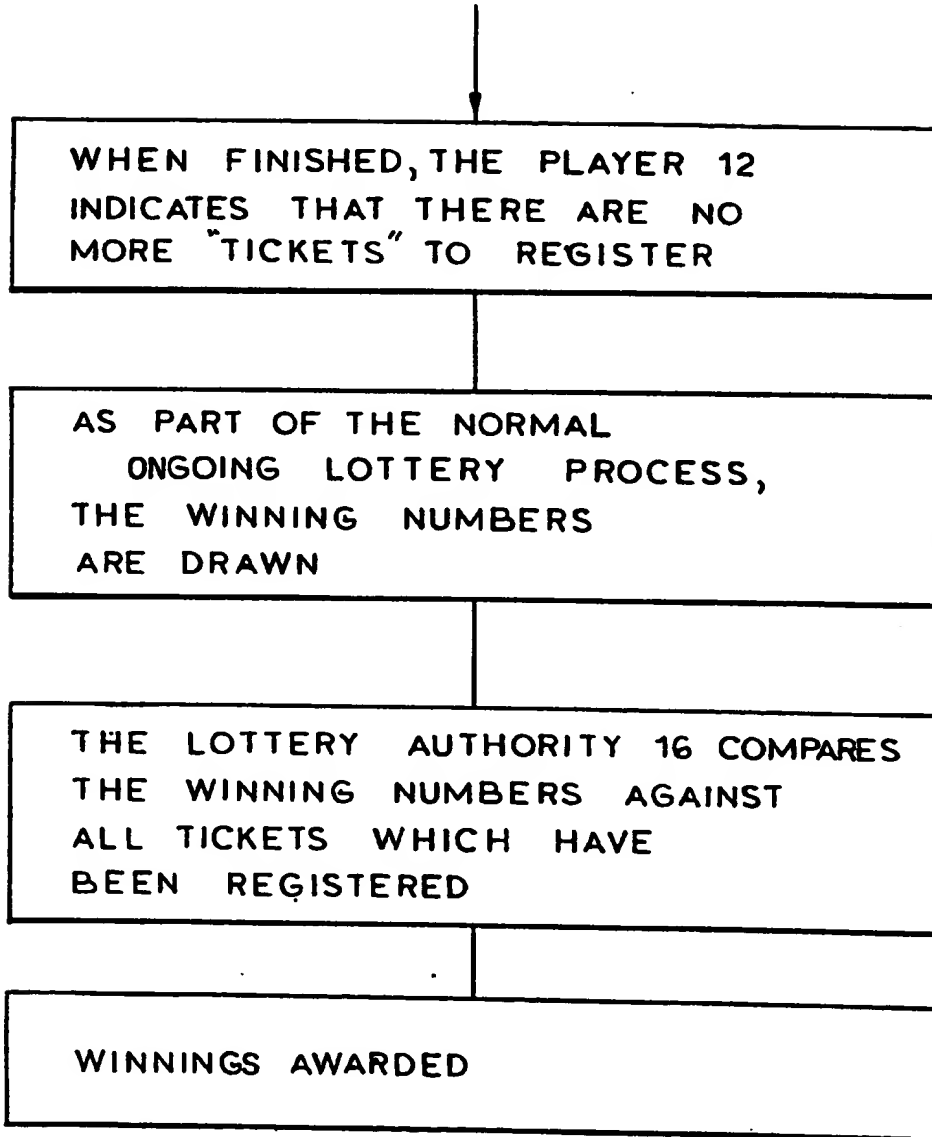 WHEN FINISHED, THE PLAYER 12
INDICATES THAT THERE ARE NO
MORE "TICKETS" TO REGISTER
AS PART OF THE NORMAL
ONGOING LOTTERY PROCESS,
THE WINNING NUMBERS
ARE DRAWN
THE LOTTERY AUTHORITY 16 COMPARES
THE WINNING NUMBERS AGAINST
ALL TICKETS WHICH HAVE
BEEN REGISTERED
WINNINGS AWARDED